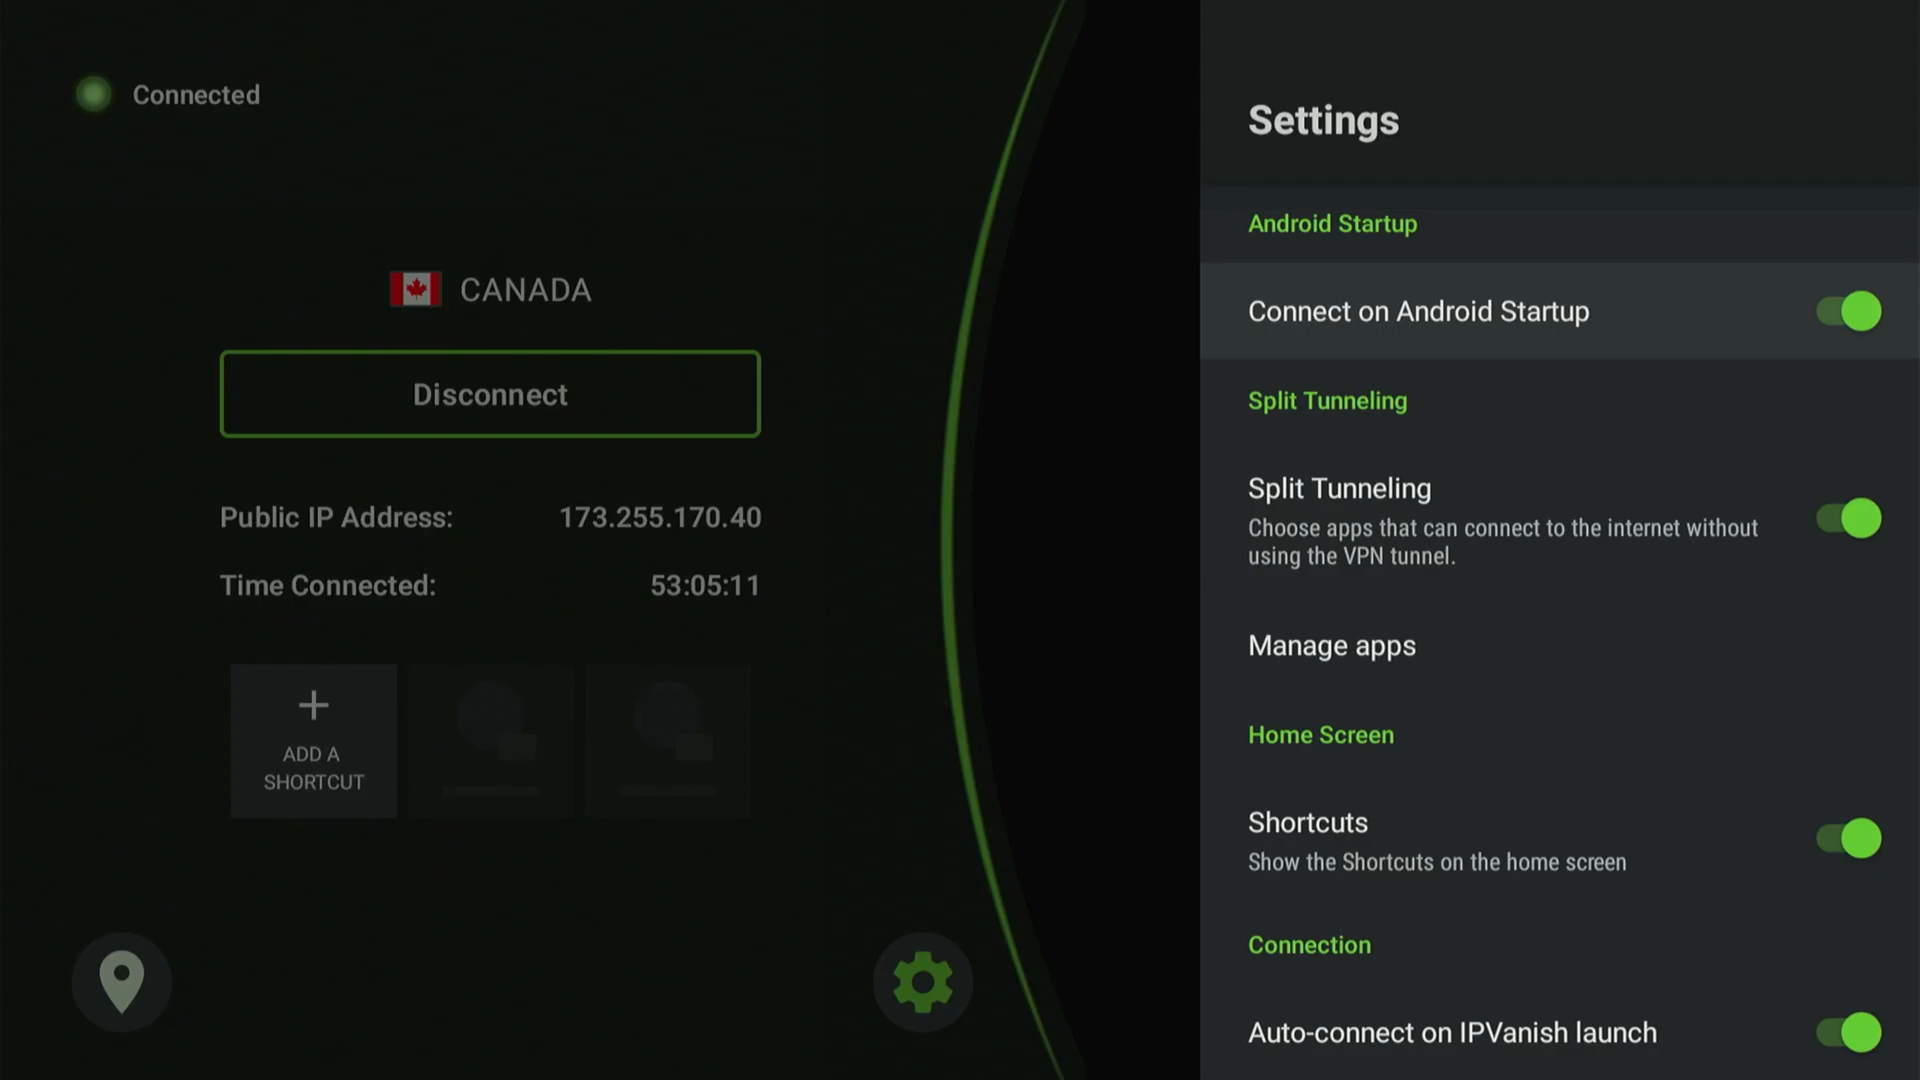 Connected
CANADA
Disconnect
Public IP Address: 173.255.170.40
Time Connected: 53:05:11
ADD A
SHORTCUT
Settings
Android Startup
Connect on Android Startup
Split Tunneling
Split Tunneling
Choose apps that can connect to the internet without
using the VPN tunnel.
Manage apps
Home Screen
Shortcuts
Show the Shortcuts on the home screen
Connection
Auto-connect on IPVanish launch